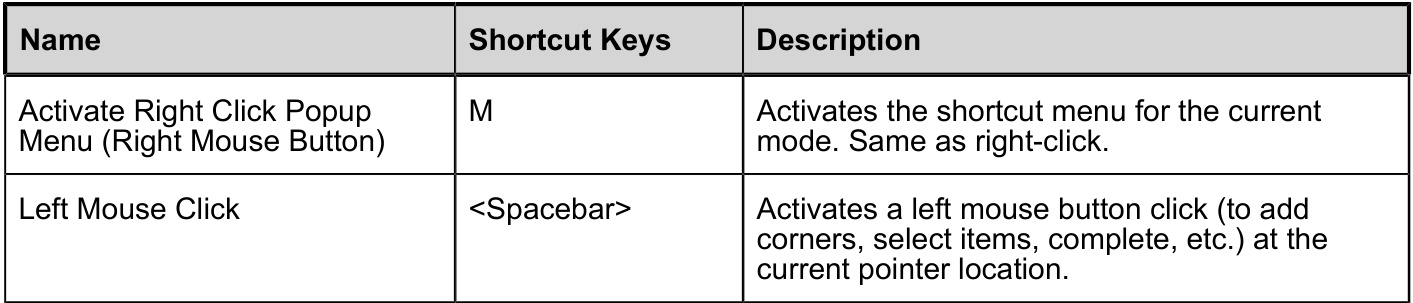 Name Shortcut Keys Description
Activate Right Click Popup M Activates the shortcut menu for the current
Menu (Right Mouse Button) mode. Same as right-click.
Left Mouse Click <Spacebar> Activates a left mouse button click (to add
corners, select items, complete, etc.) at the
current pointer location.